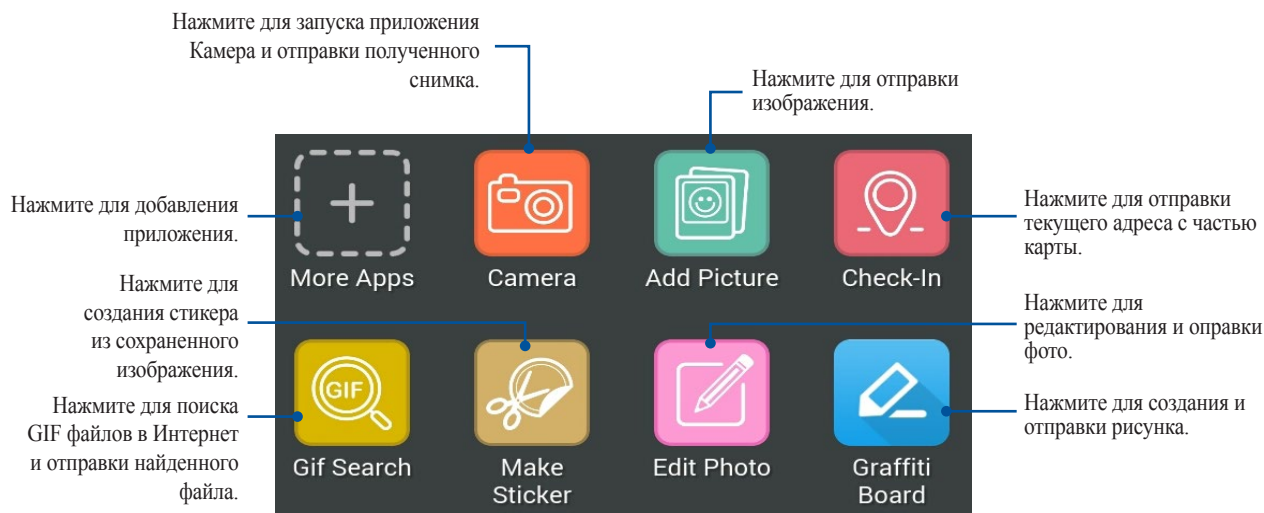 Нажмите для запуска приложения
Камера и отправки полученного
снимка.
Нажмите для отправки
изображения.
Нажмите для добавления
приложения.
More Apps
Camera
Add Picture
Check-In
Нажмите для отправки
текущего адреса с частью
карты.
Нажмите для
создания стикера
из сохраненного
изображения.
Нажмите для
редактирования и оправки
фото.
Нажмите для поиска
GIF файлов в Интернет
и отправки найденного
файла.
GIF
Gif Search
Make
Sticker
Edit Photo
Graffiti
Board
Нажмите для создания и
отправки рисунка.